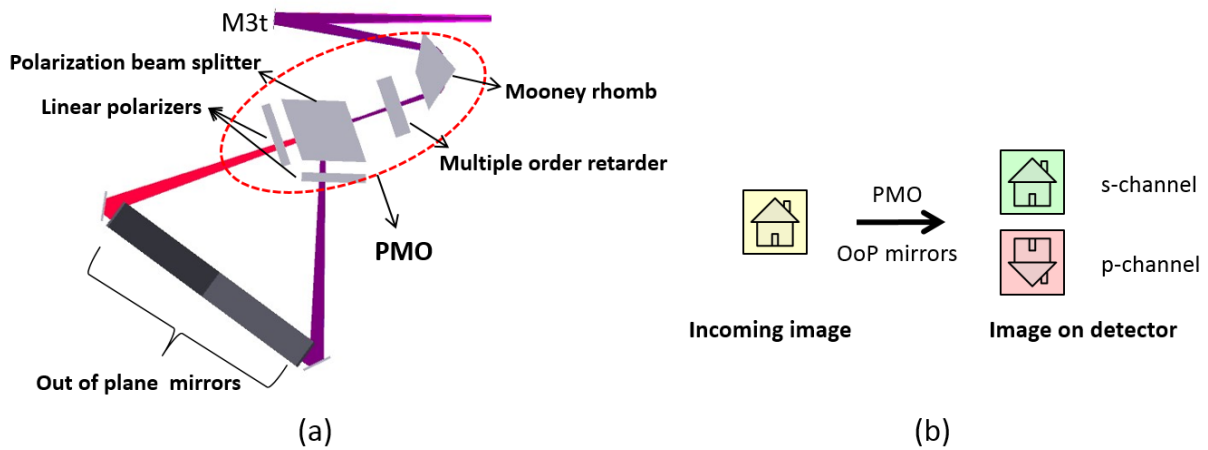 M3t
Polarization beam splitter
Linear polarizers
Mooney rhomb
Multiple order retarder
PMO
Out of plane mirrors
(a)
PMO
OoP mirrors
s-channel
p-channel
Incoming image
Image on detector
(b)